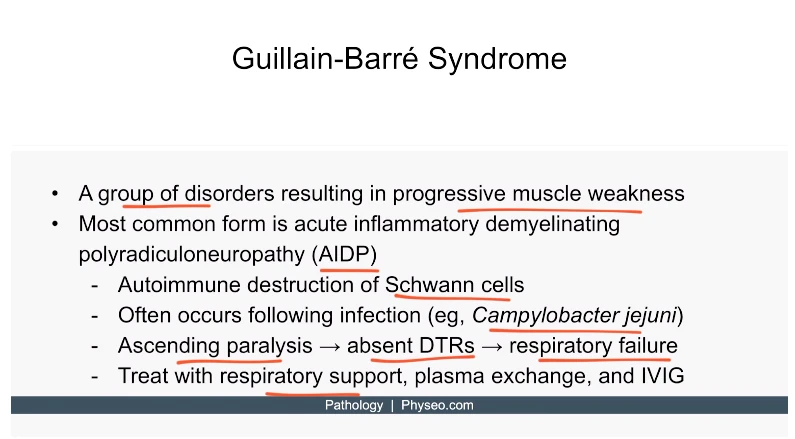 Guillain-Barré Syndrome
• A group of disorders resulting in progressive muscle weakness
• Most common form is acute inflammatory demyelinating
polyradiculoneuropathy (AIDP)
- Autoimmune destruction of Schwann cells
- Often occurs following infection (eg, Campylobacter jejuni)
- Ascending paralysis → absent DTRs → respiratory failure
- Treat with respiratory support, plasma exchange, and IVIG
Pathology | Physeo.com